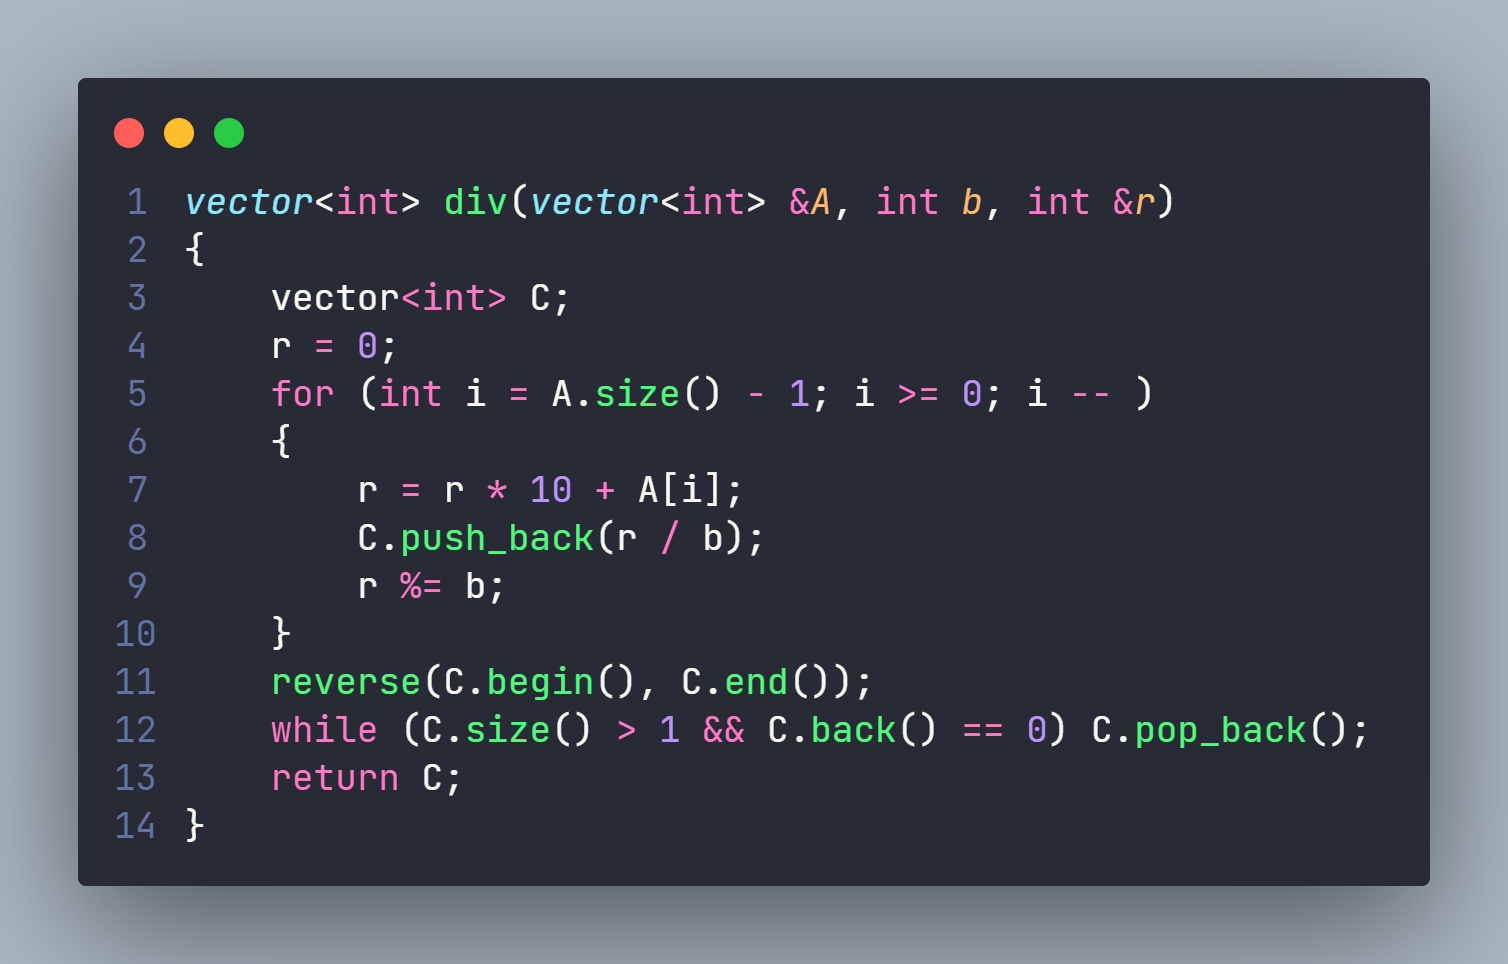 1 vector<int> div(vector<int> &A, int b, int &r)
2 {
3     vector<int> C;
4     r = 0;
5     for (int i = A.size() - 1; i >= 0; i -- )
6     {
7         r = r * 10 + A[i];
8         C.push_back(r / b);
9         r %= b;
10     }
11     reverse(C.begin(), C.end());
12     while (C.size() > 1 && C.back() == 0) C.pop_back();
13     return C;
14 }